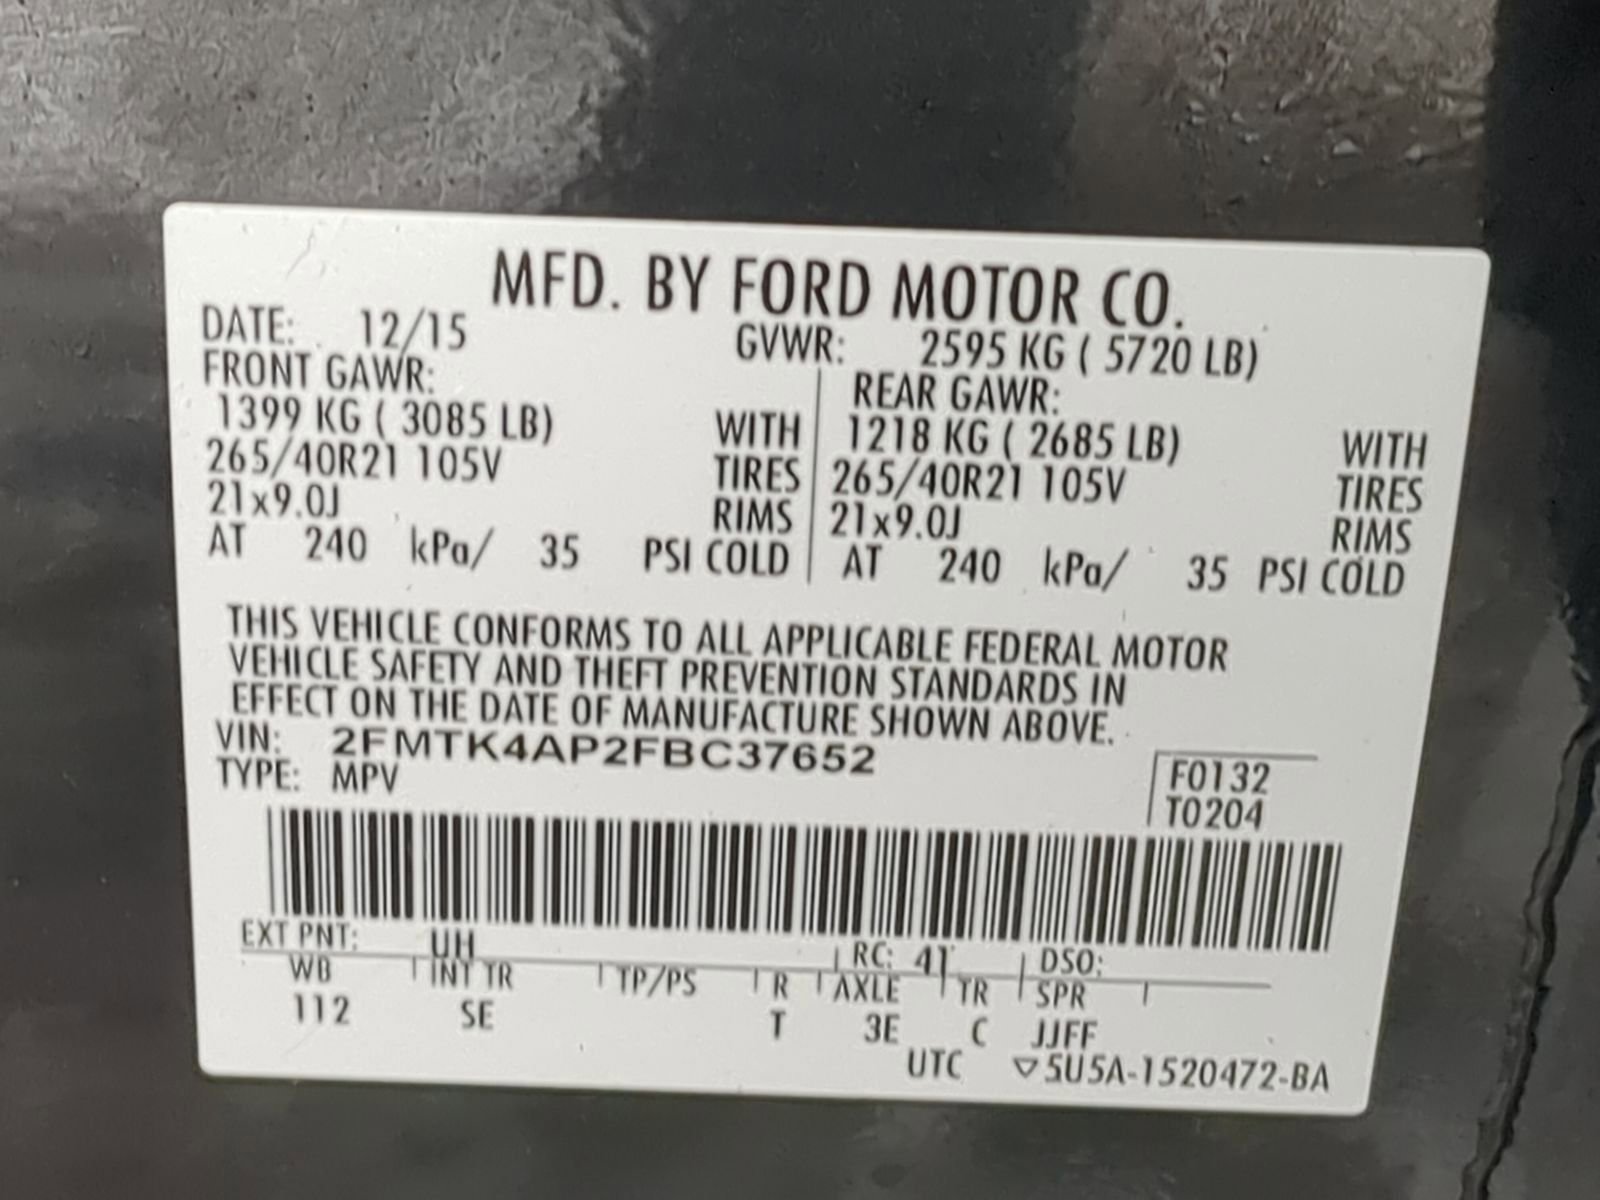 MFD. BY FORD MOTOR CO.
DATE: 12/15 GVWR: 2595 KG ( 5720 LB)
FRONT GAWR: REAR GAWR:
1399 KG ( 3085 LB) WITH 1218 KG ( 2685 LB) WITH
265/40R21 105V TIRES 265/40R21 105V TIRES
21x9.0J RIMS 21x9.0J RIMS
AT 240 kPa/ 35 PSI COLD AT 240 kPa/ 35 PSI COLD
THIS VEHICLE CONFORMS TO ALL APPLICABLE FEDERAL MOTOR
VEHICLE SAFETY AND THEFT PREVENTION STANDARDS IN
EFFECT ON THE DATE OF MANUFACTURE SHOWN ABOVE.
VIN: 2FMTK4AP2FBC37652
TYPE: MPV F0132
T0204
EXT PNT: UH RC: 41 DSO:
WB INT TR TP/PS R AXLE TR SPR
112 SE T 3E C JJFF
UTC ▽5U5A-1520472-BA